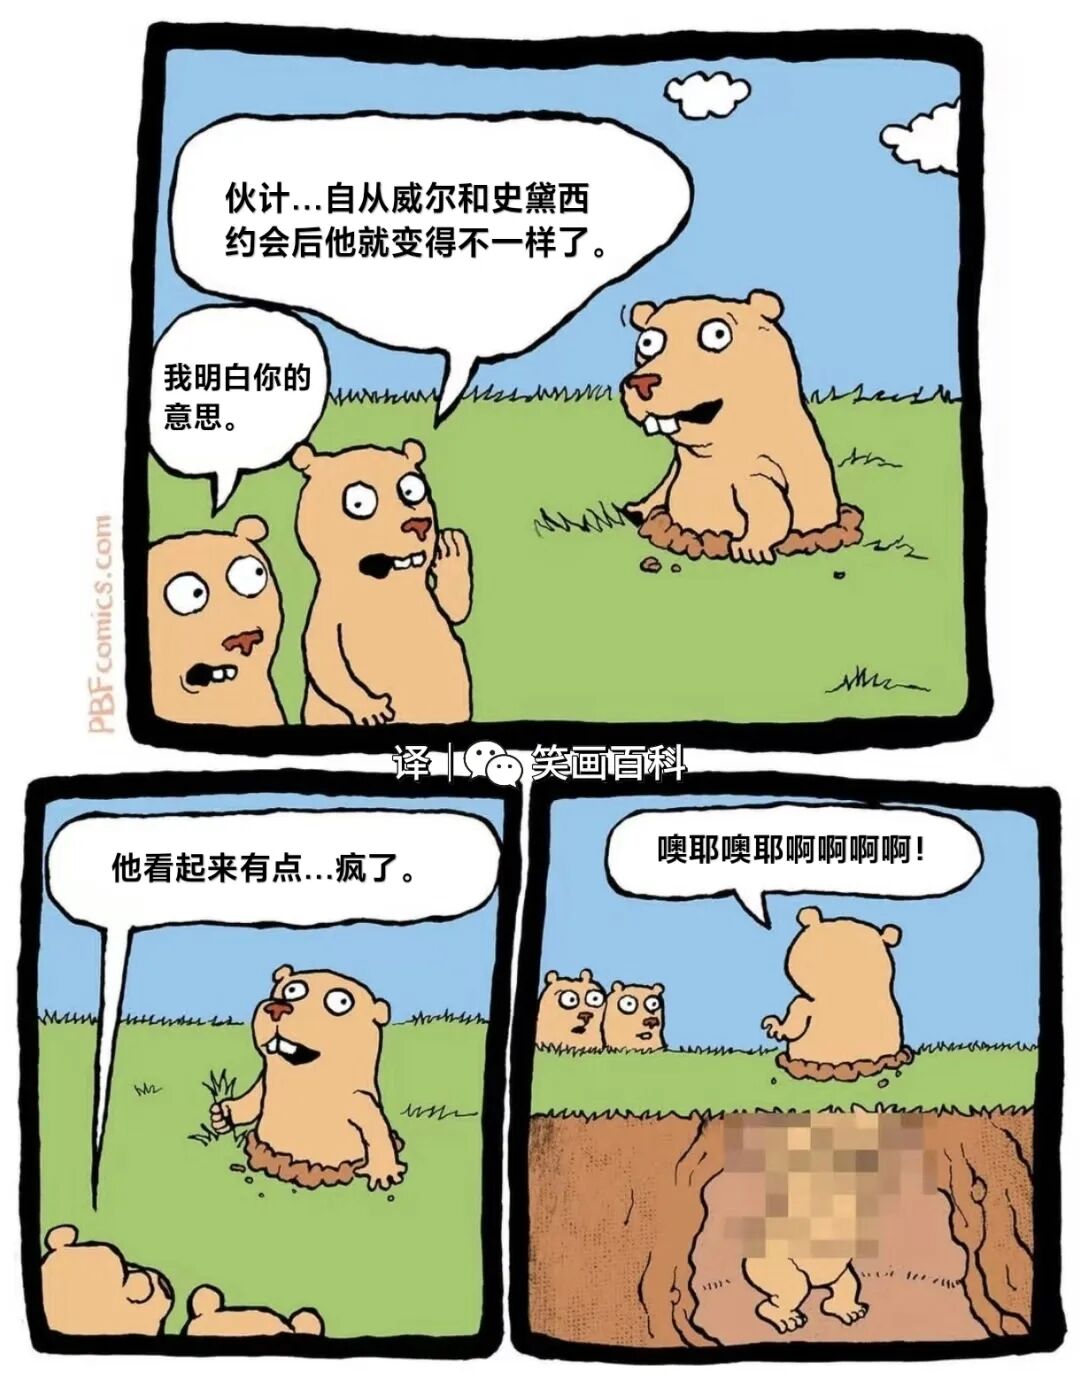 伙计...自从威尔和史黛西
约会后他就变得不一样了。
我明白你的
意思。
PBFcomics.com
译｜笑画百科
他看起来有点...疯了。
噢耶噢耶啊啊啊啊!